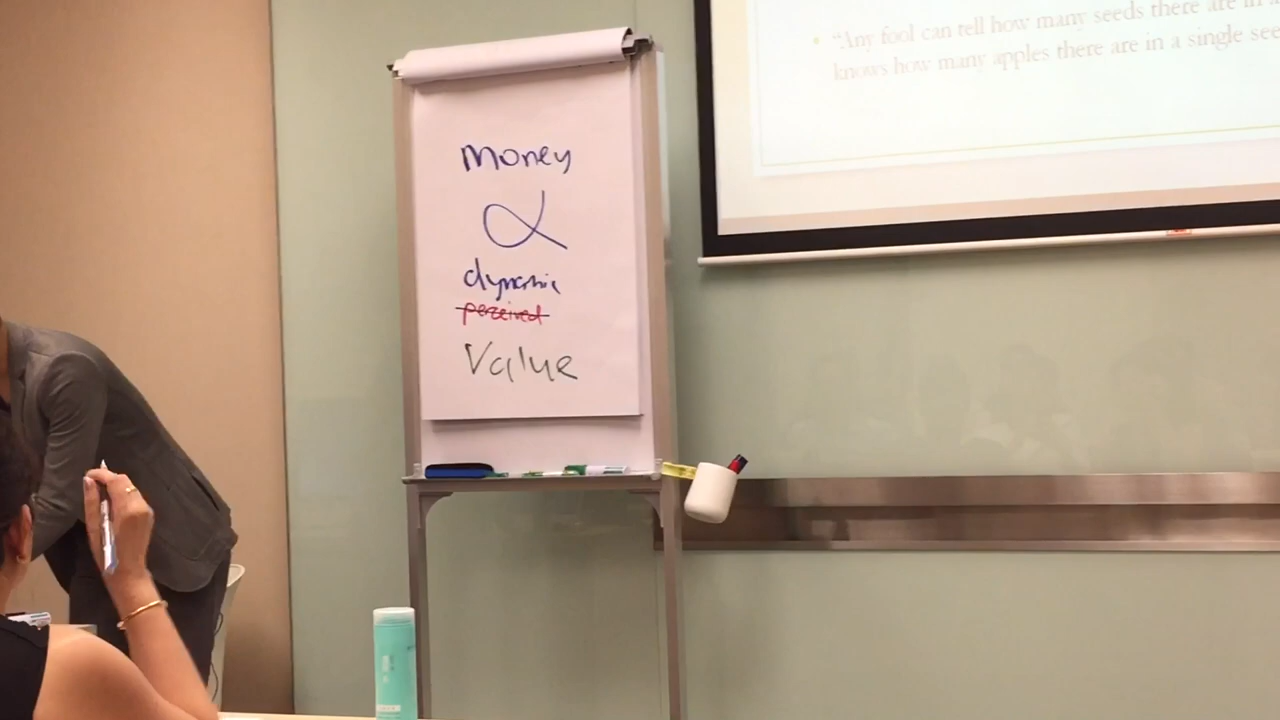 Money
∝
dynamic
perceived
Value
“Any fool can tell how many seeds there are in a
knows how many apples there are in a single see